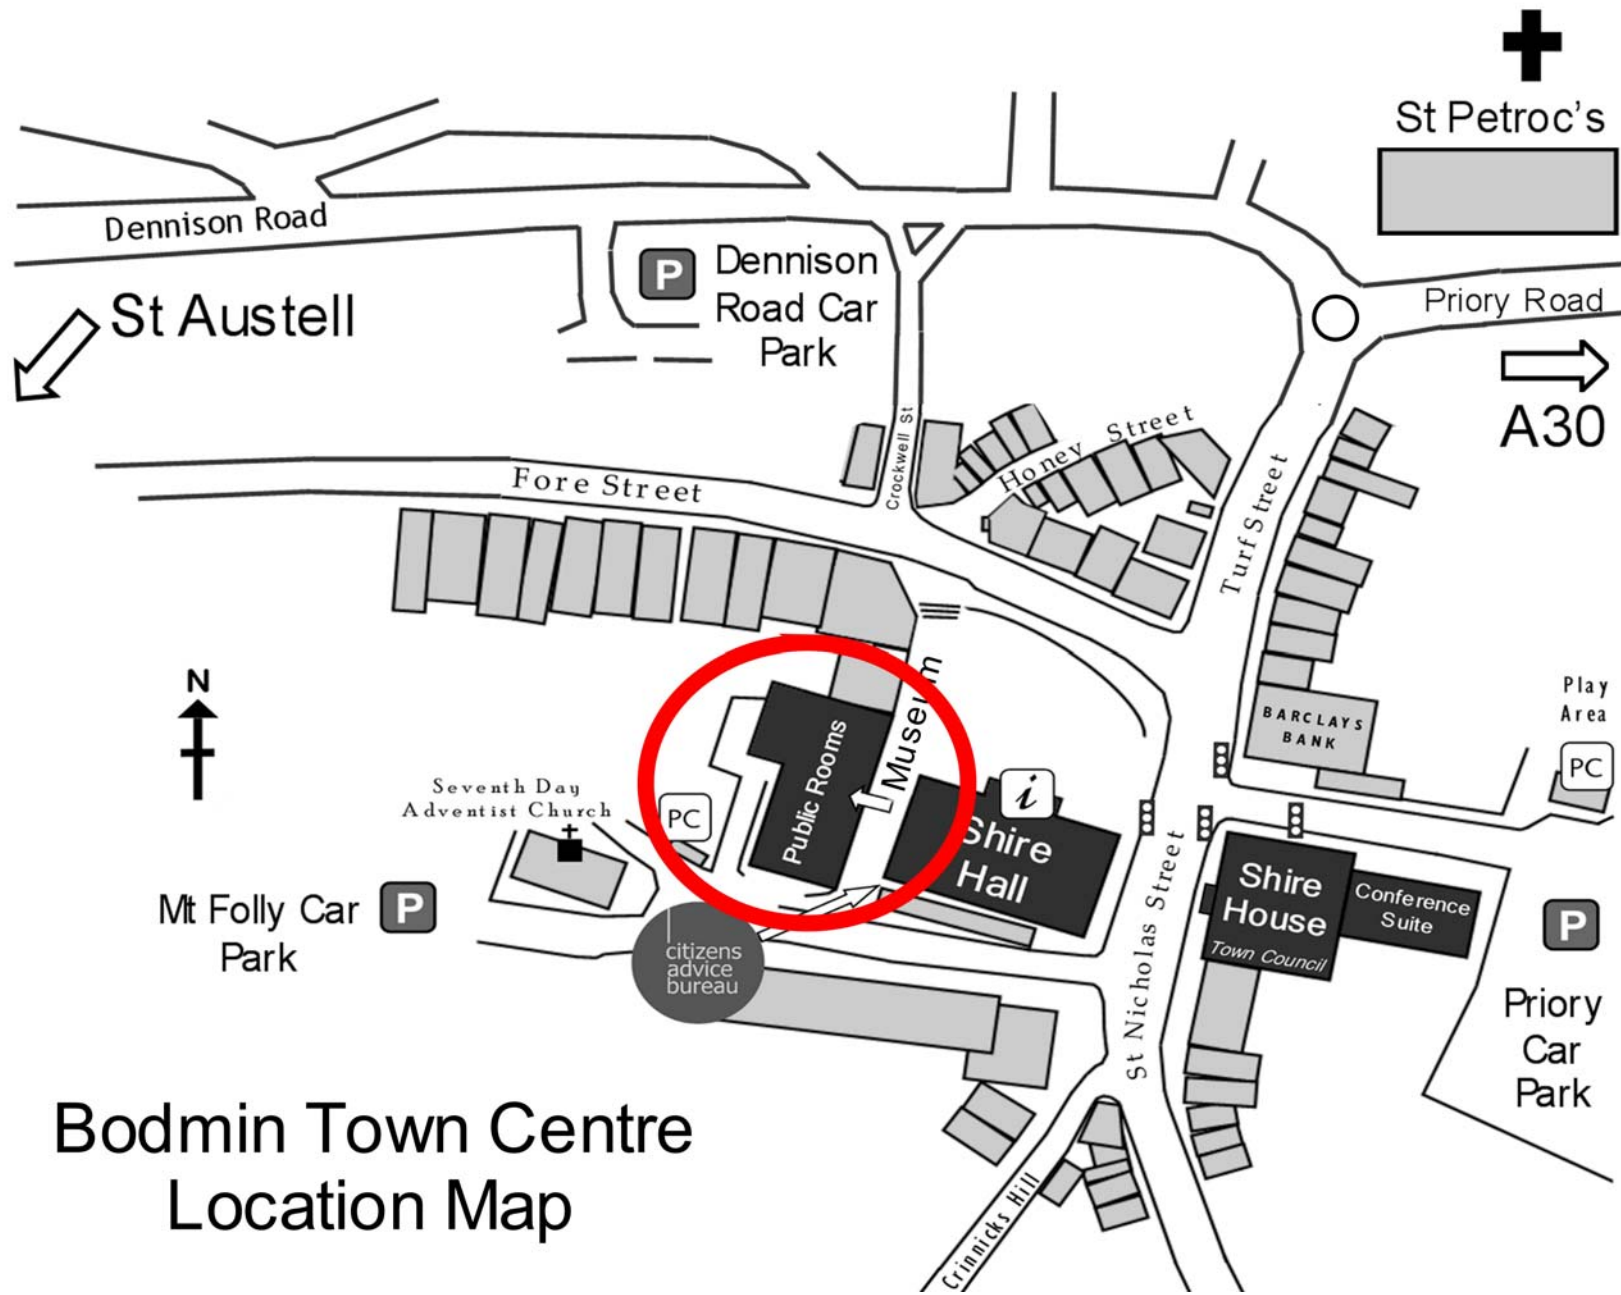 St Petroc's
Dennison Road
P
Dennison
Road Car
Park
St Austell
Priory Road
A30
Fore Street
Crockwell St
Honey Street
Turf Street
N
Museum
Public Rooms
BARCLAYS
BANK
Play
Area
PC
Seventh Day
Adventist Church
PC
i
Shire
Hall
Mt Folly Car
Park
P
citizens
advice
bureau
St Nicholas Street
Shire
House
Town Council
Conference
Suite
P
Priory
Car
Park
Bodmin Town Centre
Location Map
Crinnicks Hill